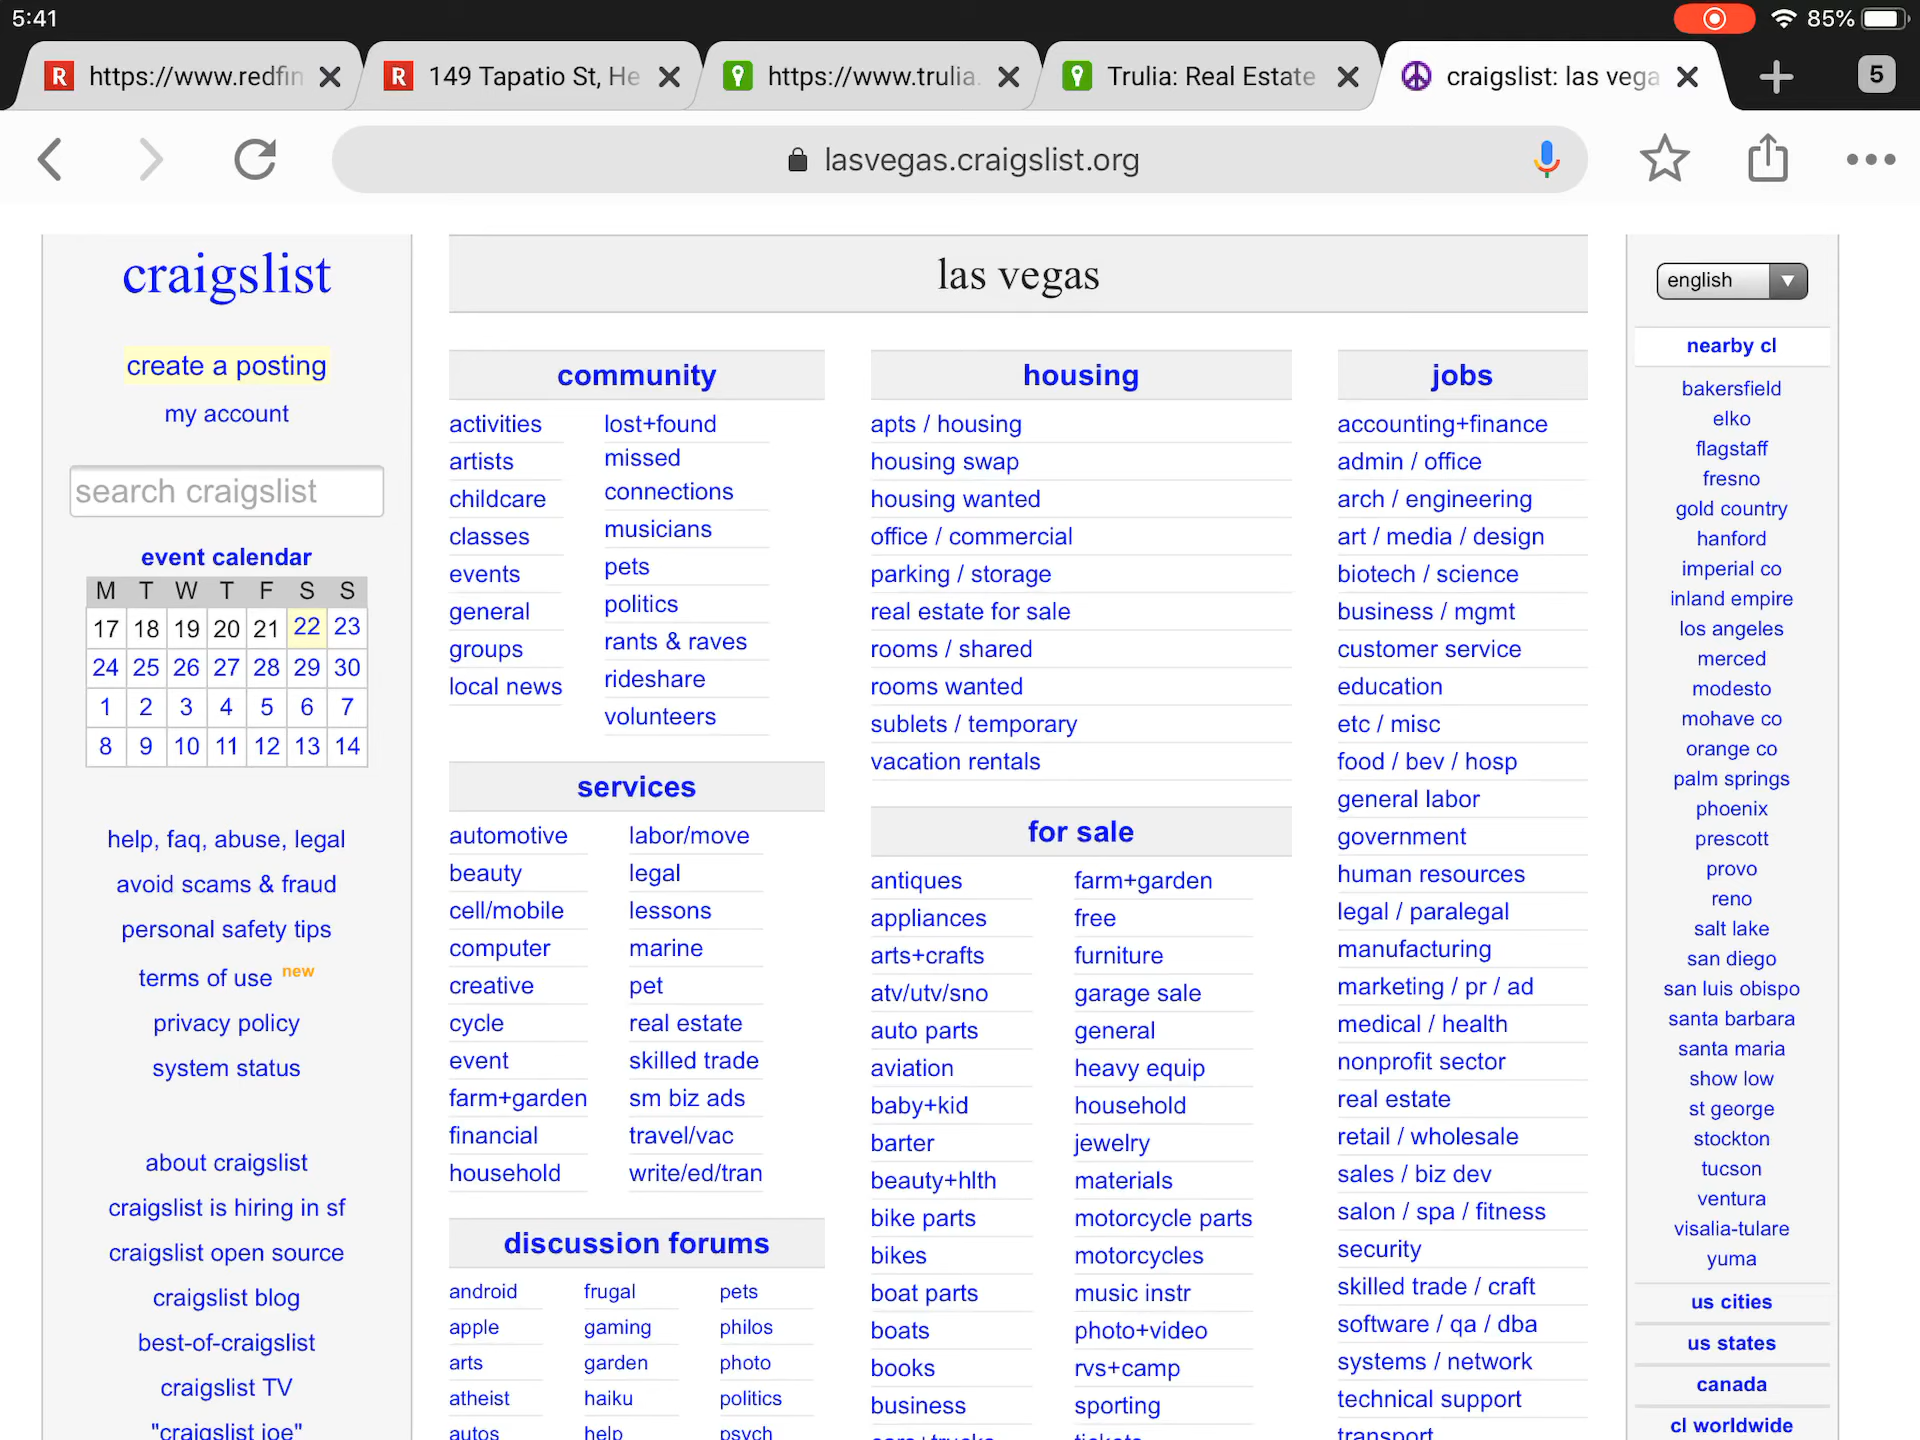 5:41
85%
https://www.redfin
149 Tapatio St, He
https://www.trulia.
Trulia: Real Estate
craigslist: las vega
5
lasvegas.craigslist.org
craigslist
create a posting
my account
search craigslist
event calendar
M T W T F S S
17 18 19 20 21 22 23
24 25 26 27 28 29 30
1 2 3 4 5 6 7
8 9 10 11 12 13 14
help, faq, abuse, legal
avoid scams & fraud
personal safety tips
terms of use new
privacy policy
system status
about craigslist
craigslist is hiring in sf
craigslist open source
craigslist blog
best-of-craigslist
craigslist TV
"craigslist joe"
las vegas
community
activities
artists
childcare
classes
events
general
groups
local news
lost+found
missed
connections
musicians
pets
politics
rants & raves
rideshare
volunteers
services
automotive
beauty
cell/mobile
computer
creative
cycle
event
farm+garden
financial
household
labor/move
legal
lessons
marine
pet
real estate
skilled trade
sm biz ads
travel/vac
write/ed/tran
discussion forums
android
apple
arts
atheist
autos
frugal
gaming
garden
haiku
help
pets
philos
photo
politics
psych
housing
apts / housing
housing swap
housing wanted
office / commercial
parking / storage
real estate for sale
rooms / shared
rooms wanted
sublets / temporary
vacation rentals
for sale
antiques
appliances
arts+crafts
atv/utv/sno
auto parts
aviation
baby+kid
barter
beauty+hlth
bike parts
bikes
boat parts
boats
books
business
cars+trucks
farm+garden
free
furniture
garage sale
general
heavy equip
household
jewelry
materials
motorcycle parts
motorcycles
music instr
photo+video
rvs+camp
sporting
tickets
jobs
accounting+finance
admin / office
arch / engineering
art / media / design
biotech / science
business / mgmt
customer service
education
etc / misc
food / bev / hosp
general labor
government
human resources
legal / paralegal
manufacturing
marketing / pr / ad
medical / health
nonprofit sector
real estate
retail / wholesale
sales / biz dev
salon / spa / fitness
security
skilled trade / craft
software / qa / dba
systems / network
technical support
transport
english
nearby cl
bakersfield
elko
flagstaff
fresno
gold country
hanford
imperial co
inland empire
los angeles
merced
modesto
mohave co
orange co
palm springs
phoenix
prescott
provo
reno
salt lake
san diego
san luis obispo
santa barbara
santa maria
show low
st george
stockton
tucson
ventura
visalia-tulare
yuma
us cities
us states
canada
cl worldwide